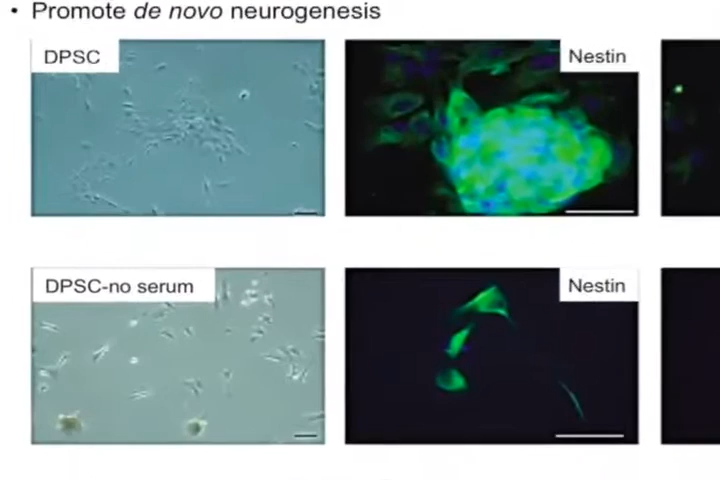 • Promote de novo neurogenesis
DPSC
Nestin
DPSC-no serum
Nestin